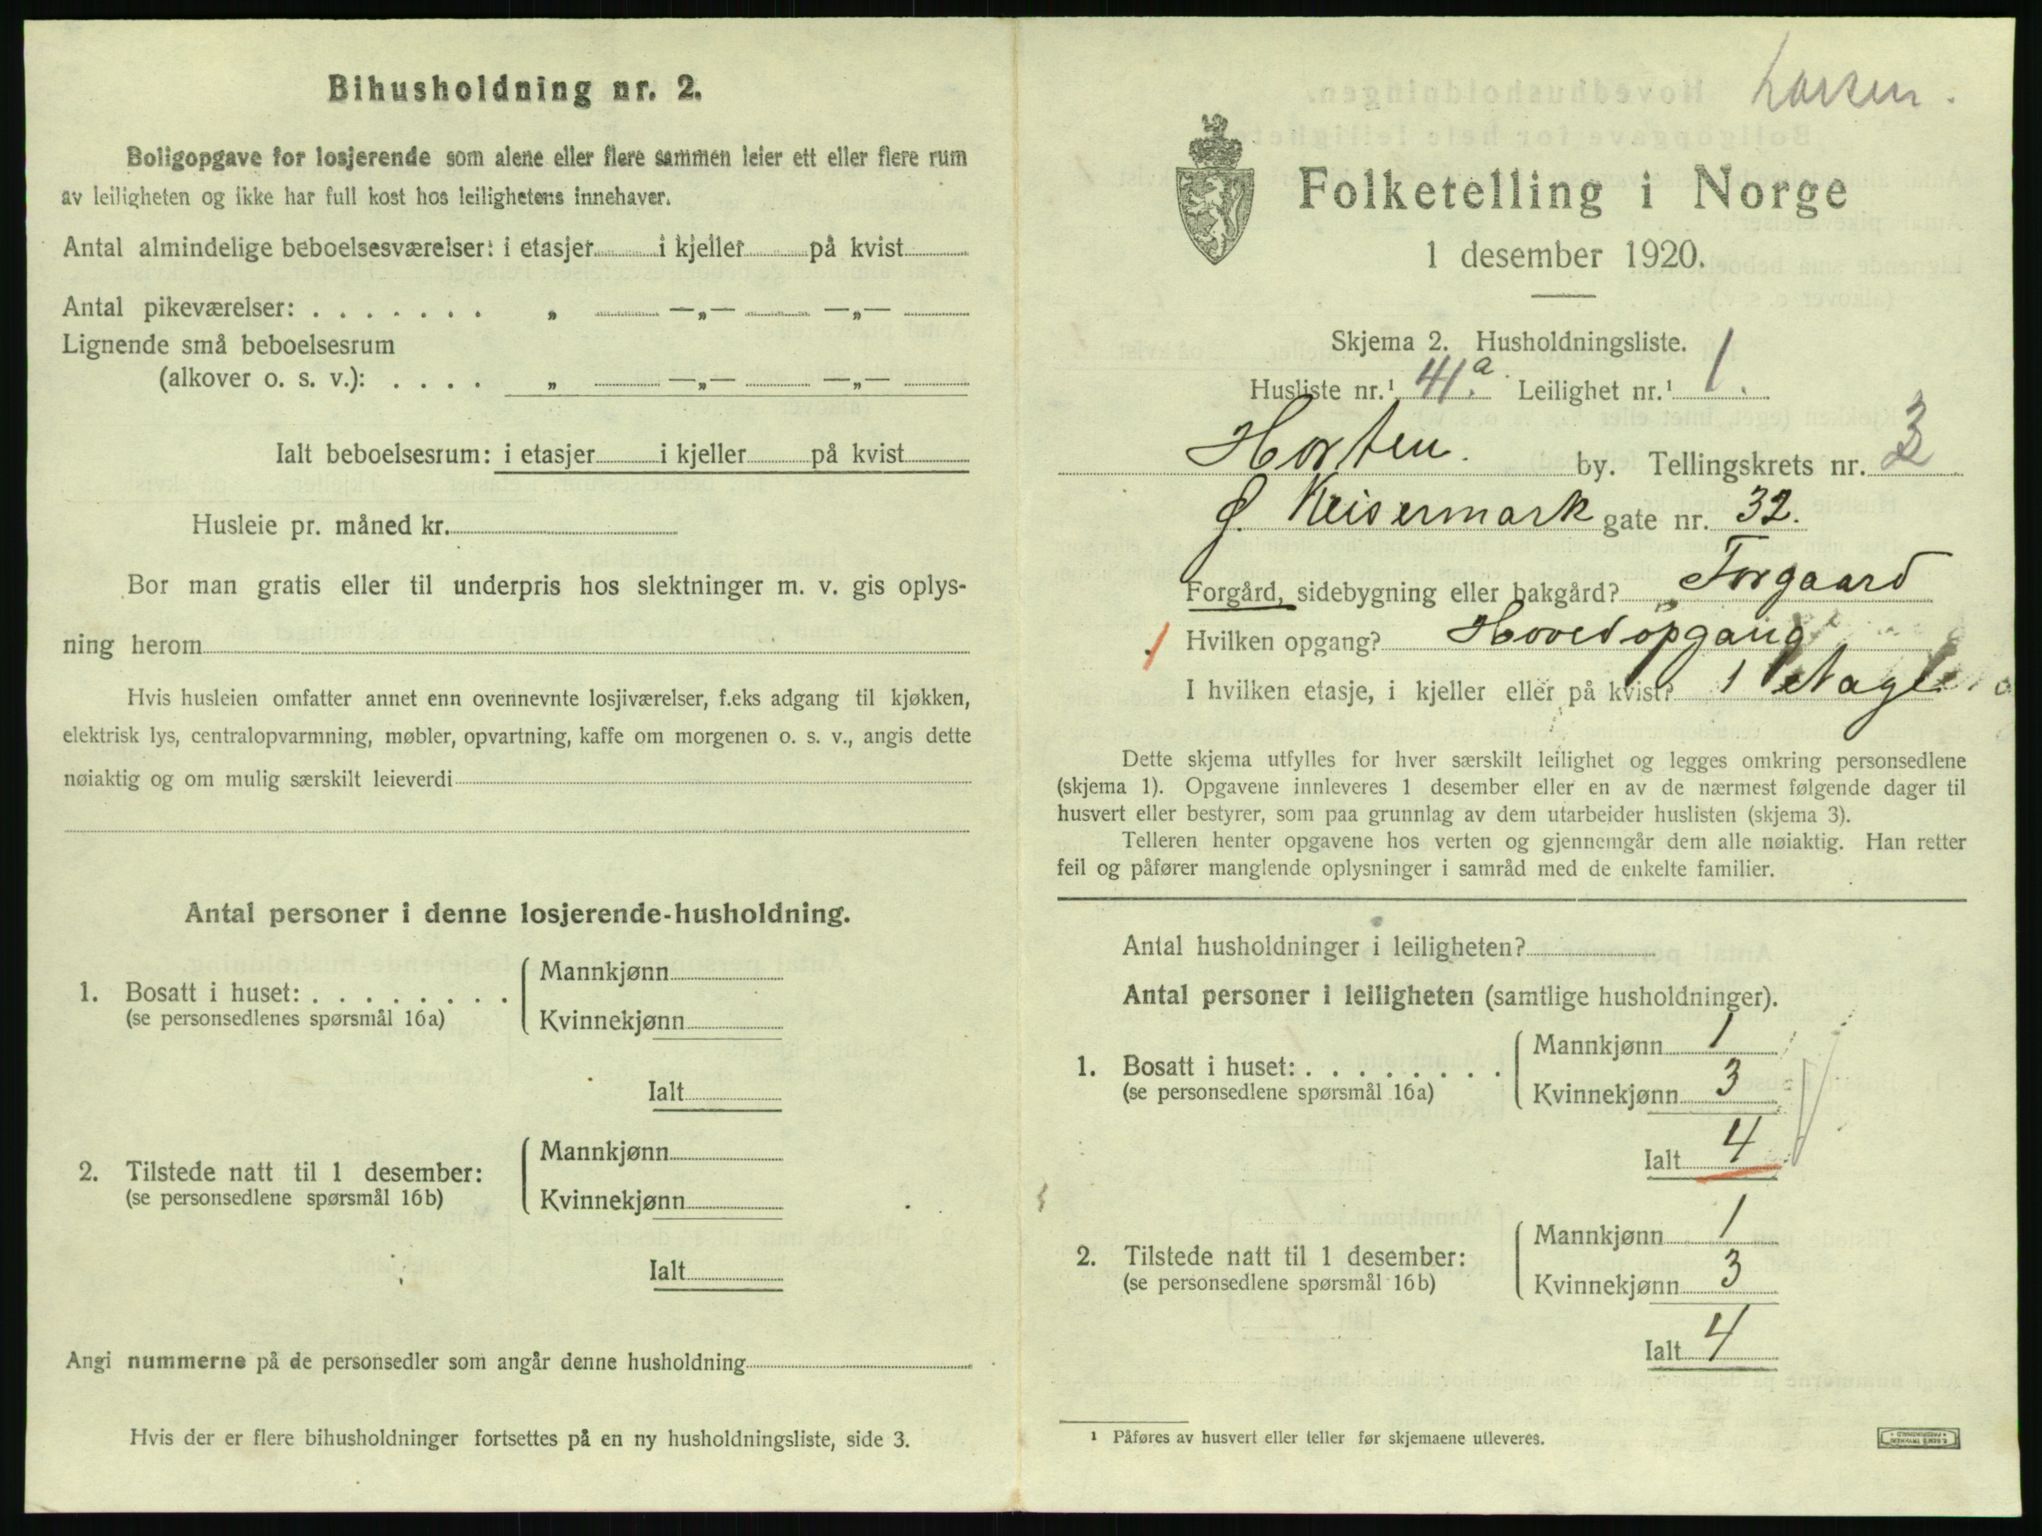 Bihusholdning nr. 2.
Boligopgave for losjerende som alene eller flere sammen leier ett eller flere rum
av leiligheten og ikke har full kost hos leilighetens innehaver.
Antal almindelige beboelsesværelser: i etasjer i kjeller på kvist
Antal pikeværelser: . . . . . . . „ —„— —„—
Lignende små beboelsesrum
(alkover o. s. v.): . . . . „ —„— —„—
Ialt beboelsesrum: i etasjer i kjeller på kvist
Husleie pr. måned kr.
Bor man gratis eller til underpris hos slektninger m. v. gis oplys-
ning herom
Hvis husleien omfatter annet enn ovennevnte losjiværelser, f.eks adgang til kjøkken,
elektrisk lys, centralopvarmning, møbler, opvartning, kaffe om morgenen o. s. v., angis dette
nøiaktig og om mulig særskilt leieverdi
Antal personer i denne losjerende-husholdning.
1. Bosatt i huset: . . . . . . . .
(se personsedlenes spørsmål 16a)
Mannkjønn
Kvinnekjønn
Ialt
2. Tilstede natt til 1 desember:
(se personsedlene spørsmål 16b)
Mannkjønn
Kvinnekjønn
Ialt
Angi nummerne på de personsedler som angår denne husholdning
Hvis der er flere bihusholdninger fortsettes på en ny husholdningsliste, side 3.
Larsen.
Folketelling i Norge
1 desember 1920.
Skjema 2. Husholdningsliste.
Husliste nr.¹ 41.a Leilighet nr.¹ 1.
Horten. by. Tellingskrets nr. 3
Ø. Keisermark gate nr. 32.
Forgård, sidebygning eller bakgård? Forgaard
Hvilken opgang? Hovedopgang
I hvilken etasje, i kjeller eller på kvist? 1
Dette skjema utfylles for hver særskilt leilighet og legges omkring personsedlene
(skjema 1). Opgavene innleveres 1 desember eller en av de nærmest følgende dager til
husvert eller bestyrer, som paa grunnlag av dem utarbeider huslisten (skjema 3).
Telleren henter opgavene hos verten og gjennemgår dem alle nøiaktig. Han retter
feil og påfører manglende oplysninger i samråd med de enkelte familier.
Antal husholdninger i leiligheten?
Antal personer i leiligheten (samtlige husholdninger).
1. Bosatt i huset: . . . . . . . .
(se personsedlene spørsmål 16a)
Mannkjønn 1
Kvinnekjønn 3
Ialt 4
2. Tilstede natt til 1 desember:
(se personsedlene spørsmål 16b)
Mannkjønn 1
Kvinnekjønn 3
Ialt 4
¹ Påføres av husvert eller teller før skjemaene utleveres.